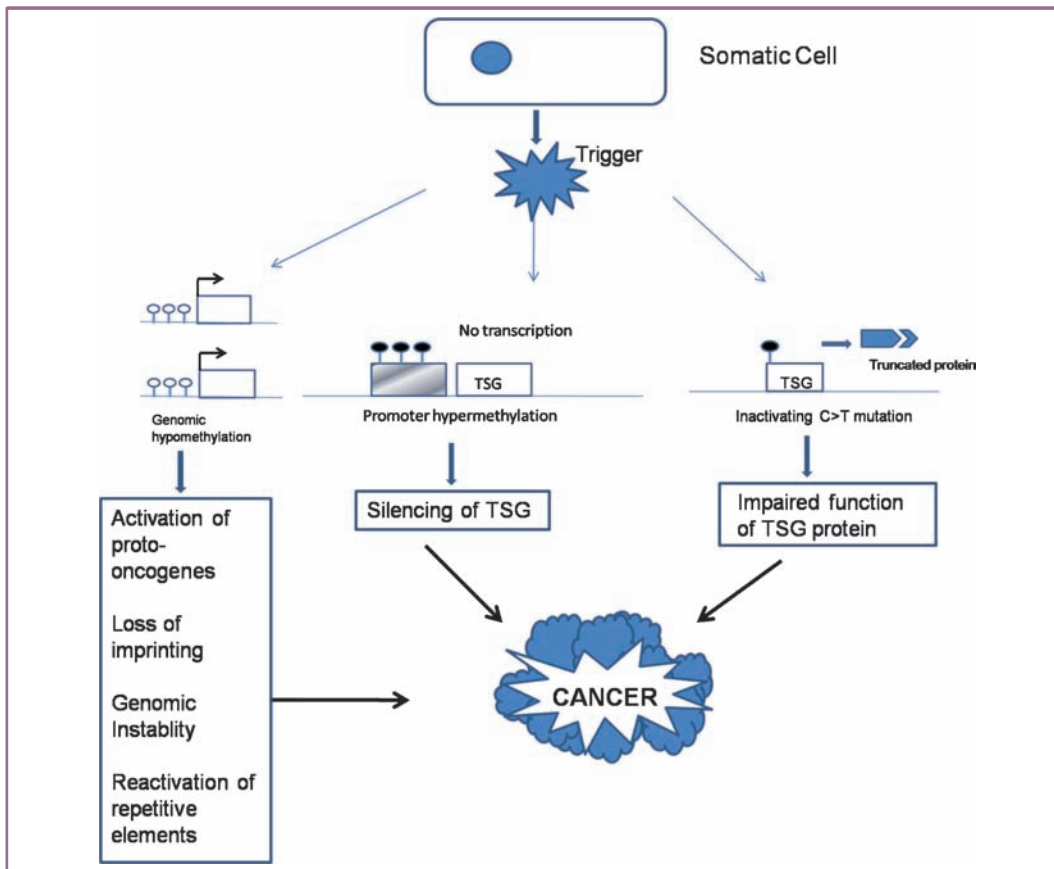 Somatic Cell
Trigger
No transcription
TSG
TSG
Truncated protein
Genomic
hypomethylation
Promoter hypermethylation
Inactivating C>T mutation
Activation of
proto-
oncogenes
Loss of
imprinting
Genomic
Instablity
Reactivation of
repetitive
elements
Silencing of TSG
Impaired function
of TSG protein
CANCER